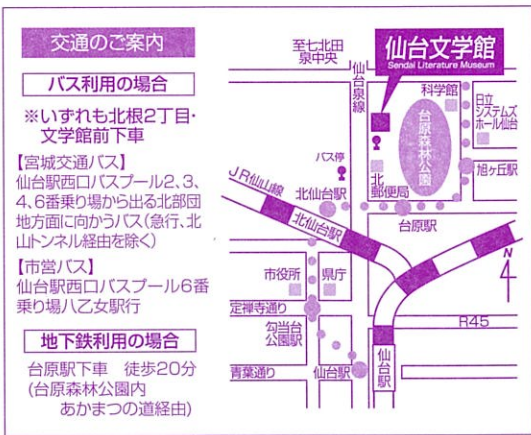 交通のご案内
バス利用の場合
※いずれも北根2丁目・
文学館前下車
【宮城交通バス】
仙台駅西口バスプール2、3、
4、6番乗り場から出る北部団
地方面に向かうバス(急行、北
山トンネル経由を除く)
【市営バス】
仙台駅西口バスプール6番
乗り場八乙女駅行
地下鉄利用の場合
台原駅下車 徒歩20分
(台原森林公園内
あかまつの道経由)
至七北田
泉中央
仙台文学館
Sendai Literature Museum
仙台泉線
科学館
日立
システムズ
ホール仙台
台原森林公園
バス停
旭ヶ丘駅
北
郵便局
JR仙山線
北仙台駅
北仙台駅
台原駅
N
市役所
県庁
定禅寺通り
R45
勾当台
公園駅
青葉通り
仙台駅
仙台駅